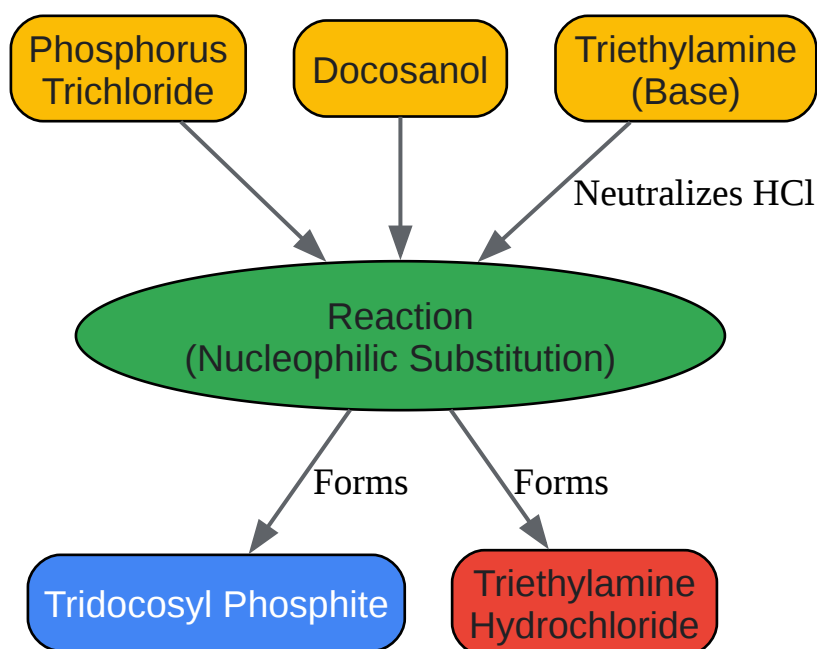 Phosphorus
Trichloride
Docosanol
Triethylamine
(Base)
Neutralizes HCl
Reaction
(Nucleophilic Substitution)
Forms
Forms
Tridocosyl Phosphite
Triethylamine
Hydrochloride